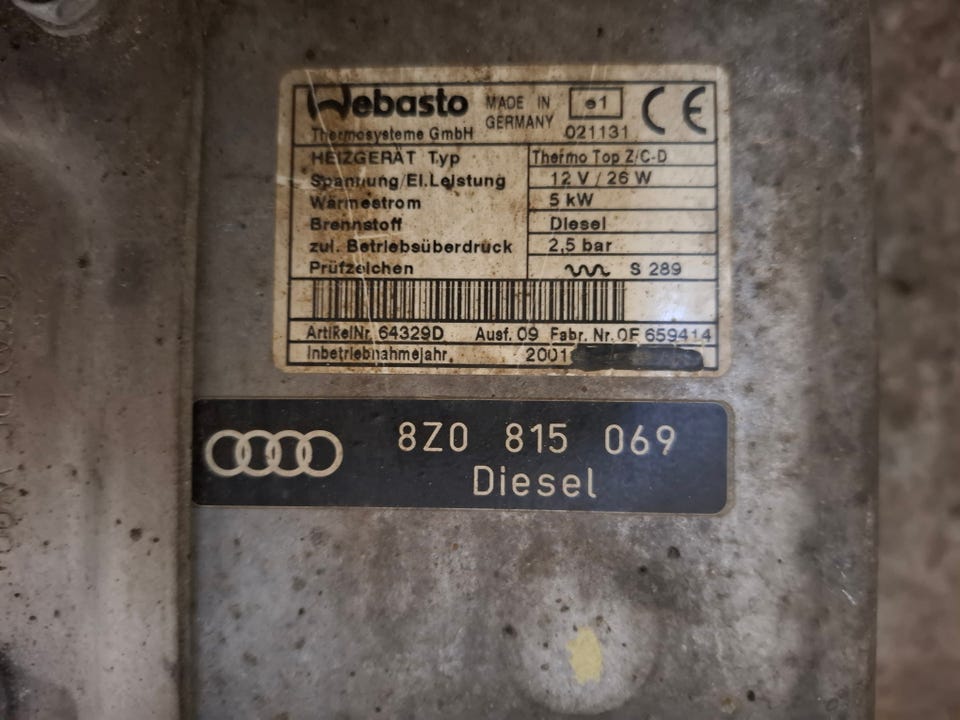 Webasto MADE IN GERMANY e1 CE
Thermosysteme GmbH 021131
HEIZGERÄT Typ Thermo Top Z/C-D
Spannung/El.Leistung 12 V / 26 W
Wärmestrom 5 kW
Brennstoff Diesel
zul. Betriebsüberdruck 2,5 bar
Prüfzeichen S 289
ArtikelNr. 64329D Ausf. 09 Fabr. Nr. 0F 659414
Inbetriebnahmejahr. 2001
8Z0 815 069
Diesel